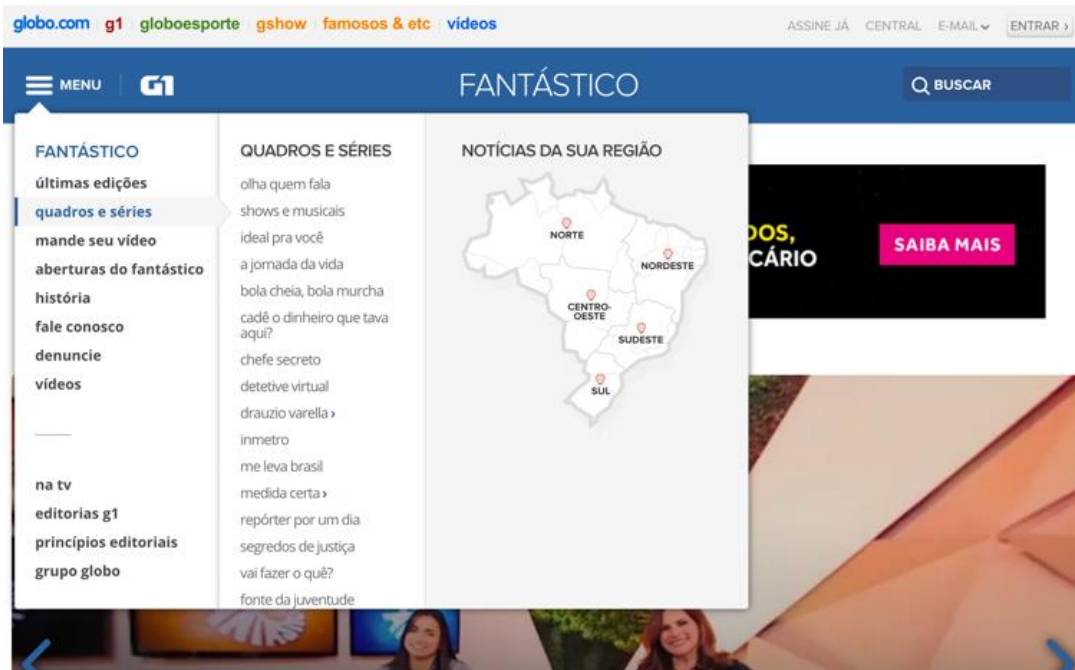 globo.com g1 globoesporte gshow famosos & etc vídeos
ASSINE JÁ CENTRAL E-MAIL ENTRAR ›
MENU G1 FANTÁSTICO BUSCAR
FANTÁSTICO
últimas edições
quadros e séries
mande seu vídeo
aberturas do fantástico
história
fale conosco
denuncie
vídeos
na tv
editorias g1
princípios editoriais
grupo globo
QUADROS E SÉRIES
olha quem fala
shows e musicais
ideal pra você
a jornada da vida
bola cheia, bola murcha
cadê o dinheiro que tava
aqui?
chefe secreto
detetive virtual
drauzio varella ›
inmetro
me leva brasil
medida certa ›
repórter por um dia
segredos de justiça
vai fazer o quê?
fonte da juventude
NOTÍCIAS DA SUA REGIÃO
NORTE
NORDESTE
CENTRO-
OESTE
SUDESTE
SUL
SAIBA MAIS